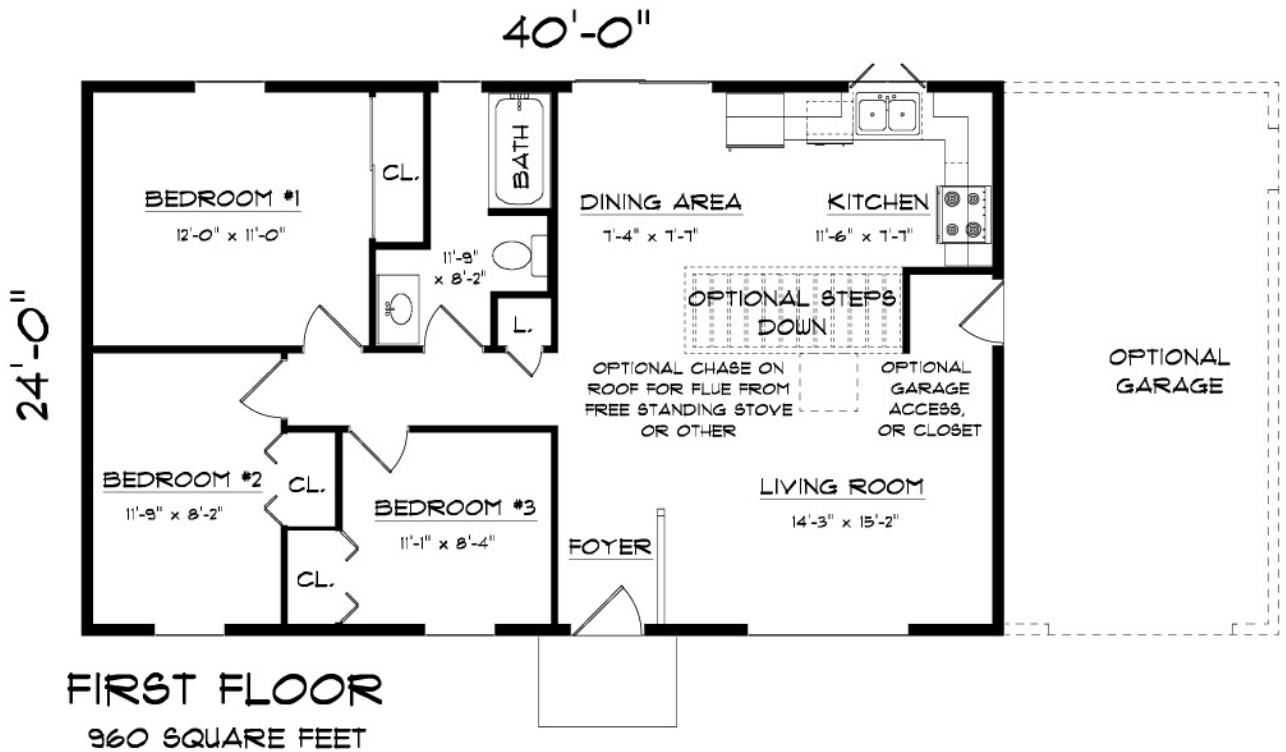 40'-0"
BEDROOM #1
12'-0" x 11'-0"
CL.
BATH
11'-9"
x 8'-2"
L.
DINING AREA
7'-4" x 7'-7"
KITCHEN
11'-6" x 7'-7"
OPTIONAL STEPS
DOWN
24'-0"
OPTIONAL CHASE ON
ROOF FOR FLUE FROM
FREE STANDING STOVE
OR OTHER
OPTIONAL
GARAGE
ACCESS,
OR CLOSET
OPTIONAL
GARAGE
BEDROOM #2
11'-9" x 8'-2"
CL.
CL.
BEDROOM #3
11'-1" x 8'-4"
FOYER
LIVING ROOM
14'-3" x 15'-2"
FIRST FLOOR
960 SQUARE FEET